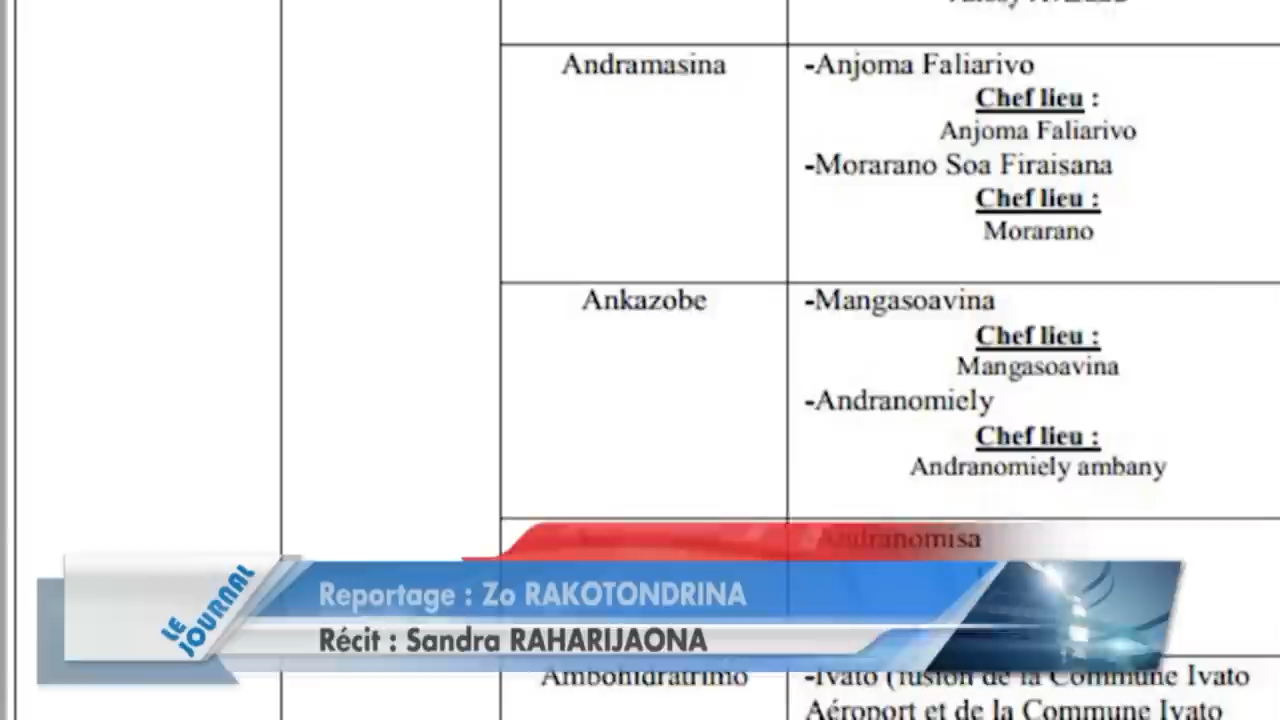 Andramasina
-Anjoma Faliarivo
Chef lieu :
Anjoma Faliarivo
-Morarano Soa Firaisana
Chef lieu :
Morarano
Ankazobe
-Mangasoavina
Chef lieu :
Mangasoavina
-Andranomiely
Chef lieu :
Andranomiely ambany
Andranomisa
LE
JOURNAL
Reportage : Zo RAKOTONDRINA
Récit : Sandra RAHARIJAONA
Ambohidratrimo
-Ivato (fusion de la Commune Ivato
Aéroport et de la Commune Ivato